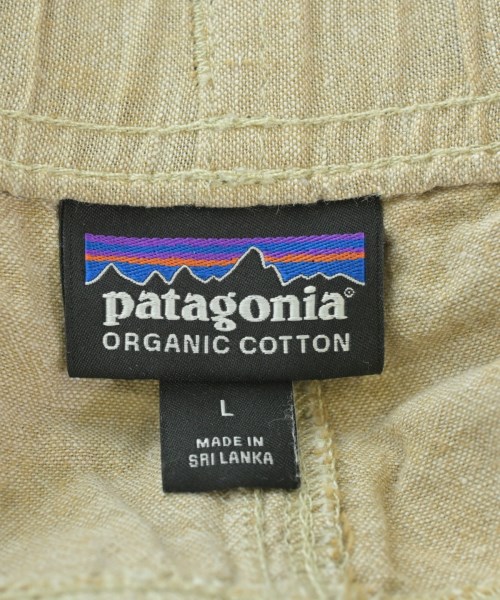 patagonia®
ORGANIC COTTON
L
MADE IN
SRI LANKA